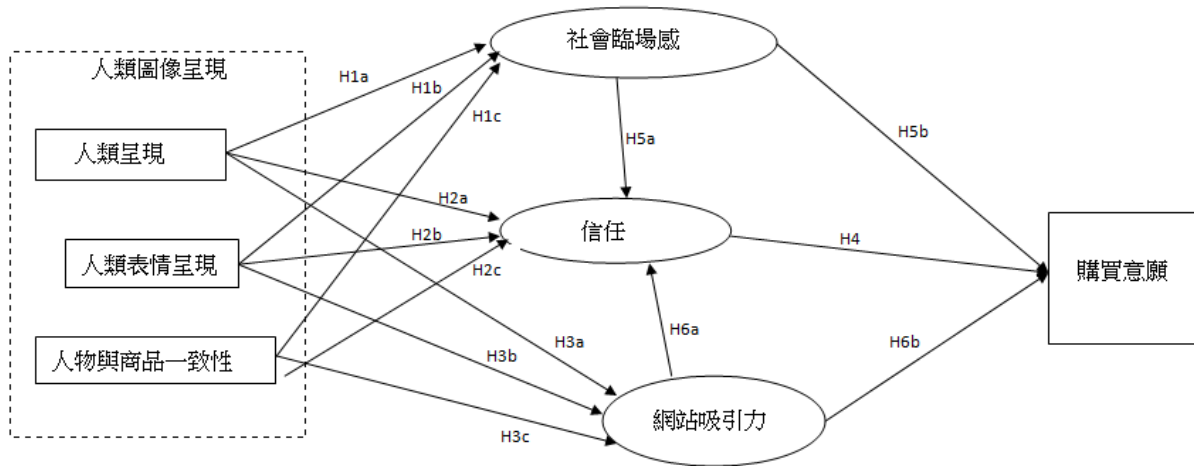 社會臨場感
人類圖像呈現
H1a
H1b
H1c
人類呈現
H5a
H5b
H2a
信任
H2b
H4
人類表情呈現
H2c
購買意願
H6a
H3a
H6b
H3b
人物與商品一致性
網站吸引力
H3c